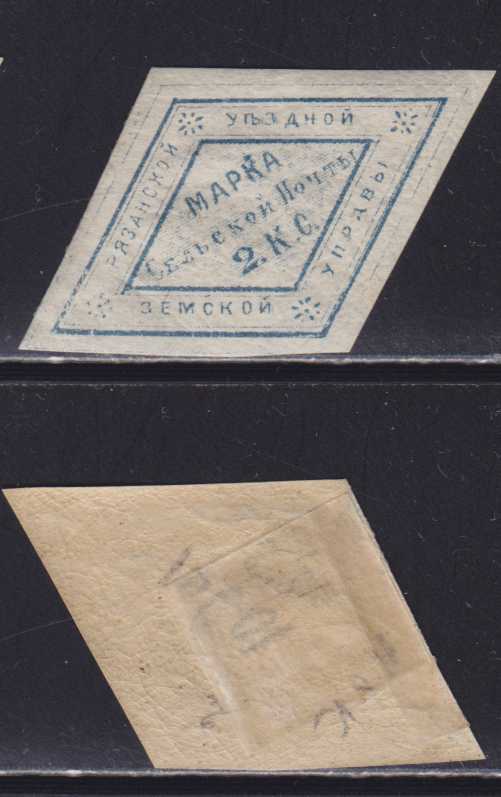 РЯЗАНСКОЙ
УѢЗДНОЙ
ЗЕМСКОЙ
УПРАВЫ
МАРКА
Сельской Почты
2.К.С.